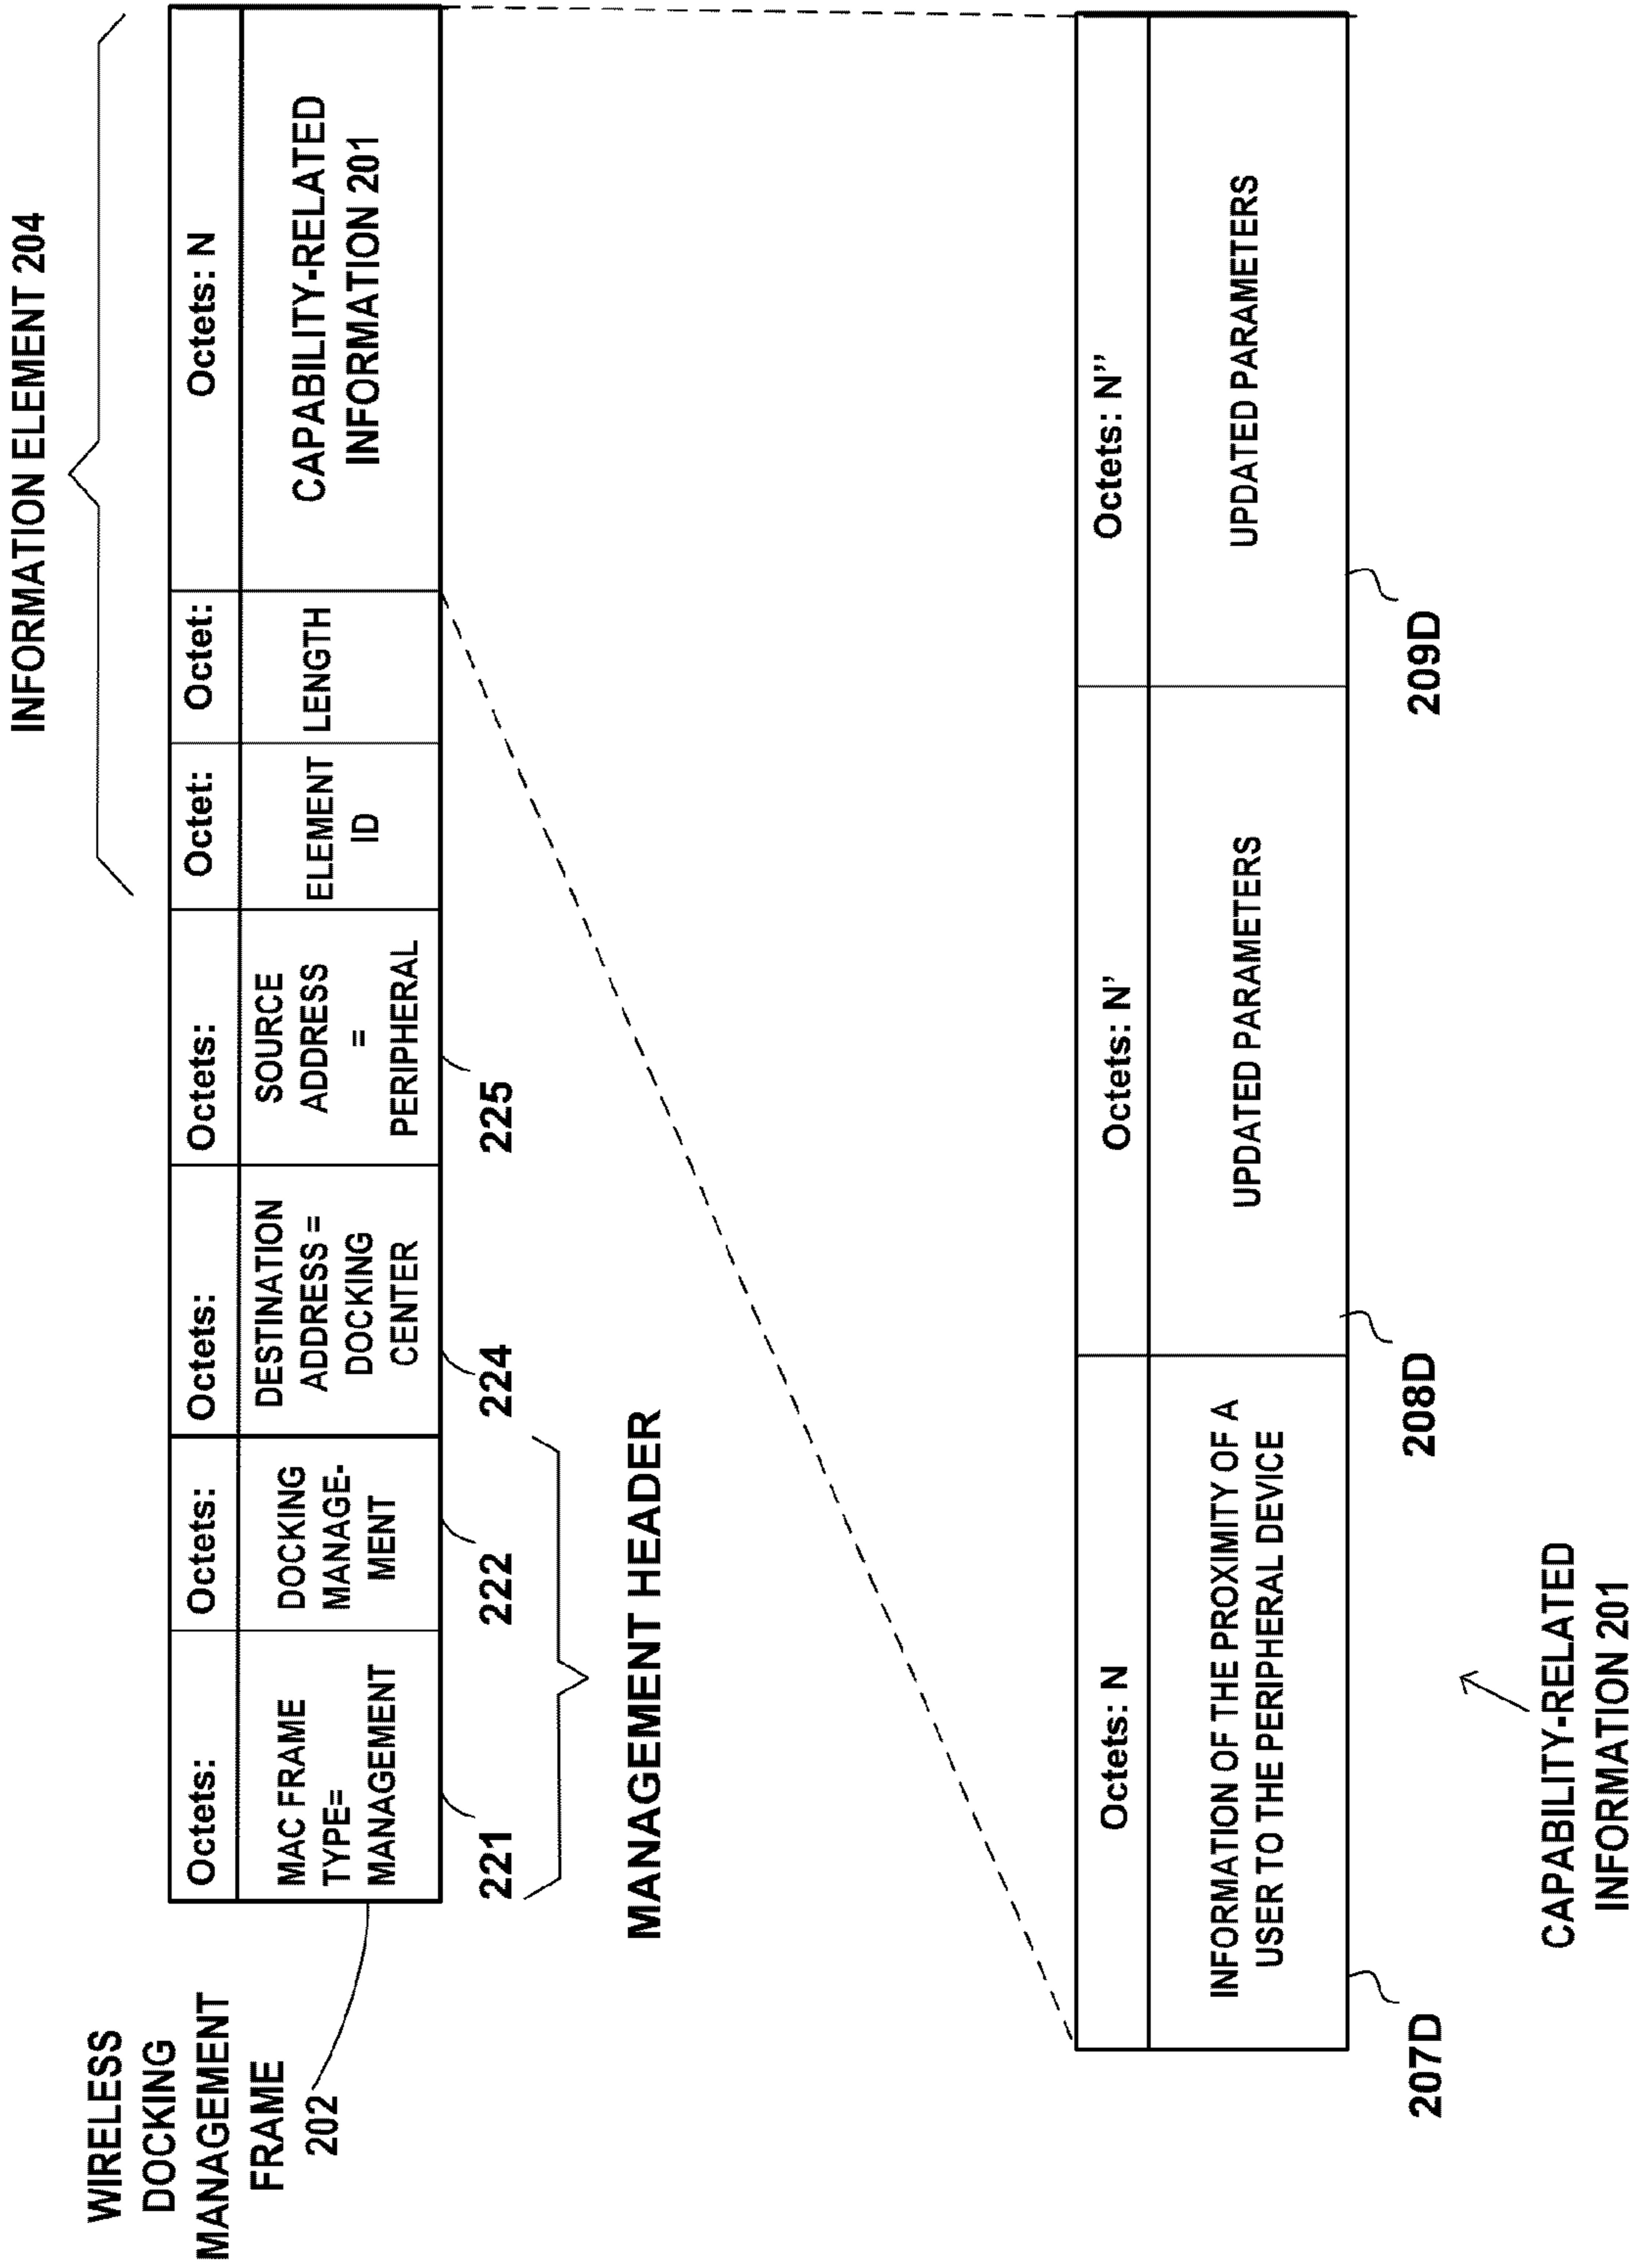 INFORMATION ELEMENT 204
WIRELESS
DOCKING
MANAGEMENT
FRAME
202
Octets:
Octets:
Octets:
Octets:
Octet:
Octet:
Octets: N
MAC FRAME
TYPE=
MANAGEMENT
DOCKING
MANAGE-
MENT
DESTINATION
ADDRESS =
DOCKING
CENTER
SOURCE
ADDRESS
=
PERIPHERAL
ELEMENT
ID
LENGTH
CAPABILITY-RELATED
INFORMATION 201
221
222
224
225
MANAGEMENT HEADER
Octets: N
Octets: N'
Octets: N''
INFORMATION OF THE PROXIMITY OF A
USER TO THE PERIPHERAL DEVICE
UPDATED PARAMETERS
UPDATED PARAMETERS
207D
208D
209D
CAPABILITY-RELATED
INFORMATION 201